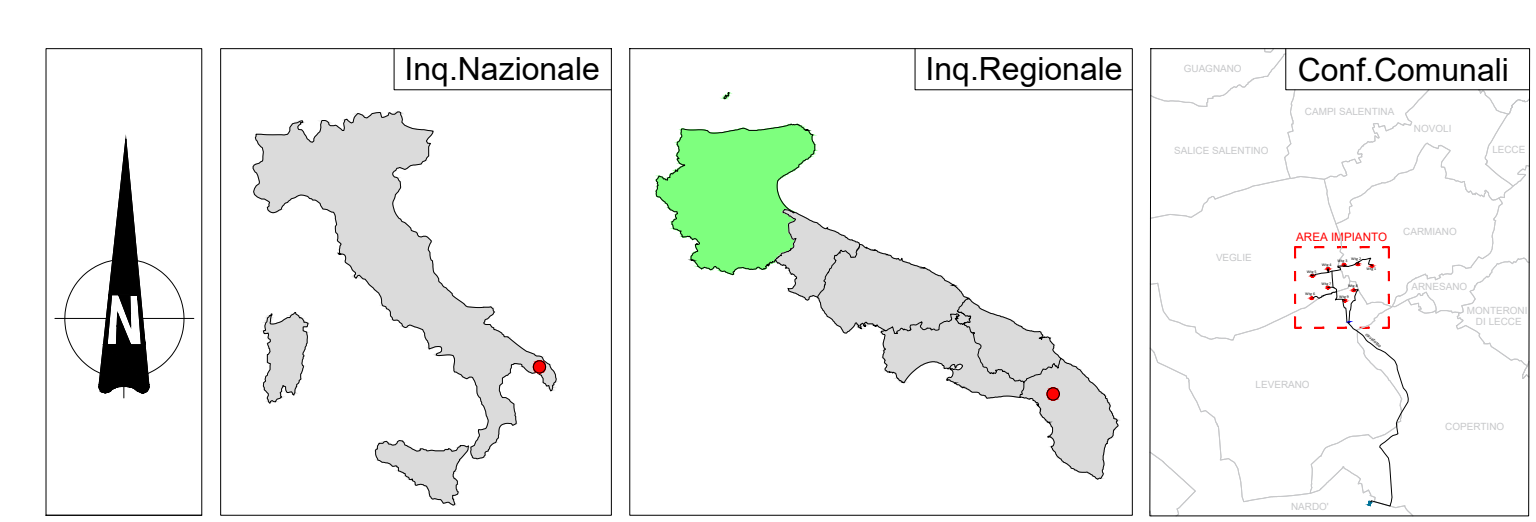 N
Inq.Nazionale
Inq.Regionale
Conf.Comunali
GUAGNANO
CAMPI SALENTINA
NOVOLI
LECCE
SALICE SALENTINO
CARMIANO
AREA IMPIANTO
VEGLIE
ARNESANO
MONTERONI
DI LECCE
LEVERANO
COPERTINO
NARDO'